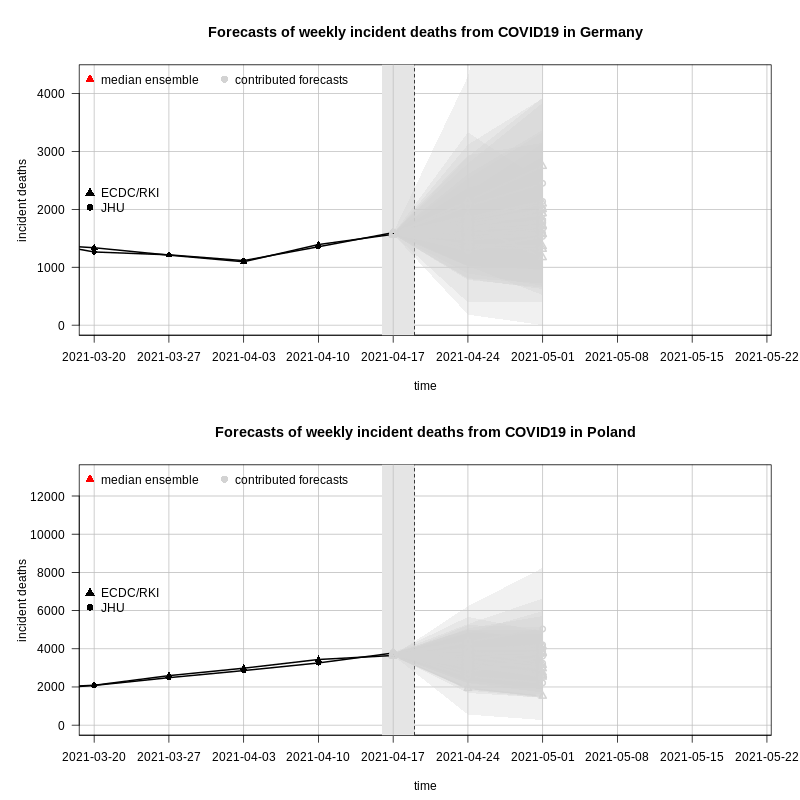 Forecasts of weekly incident deaths from COVID19 in Germany
median ensemble contributed forecasts
4000
3000
ECDC/RKI
JHU
2000
1000
0
incident deaths
2021-03-20 2021-03-27 2021-04-03 2021-04-10 2021-04-17 2021-04-24 2021-05-01 2021-05-08 2021-05-15 2021-05-22
time
Forecasts of weekly incident deaths from COVID19 in Poland
median ensemble contributed forecasts
12000
10000
8000
ECDC/RKI
JHU
6000
4000
2000
0
incident deaths
2021-03-20 2021-03-27 2021-04-03 2021-04-10 2021-04-17 2021-04-24 2021-05-01 2021-05-08 2021-05-15 2021-05-22
time